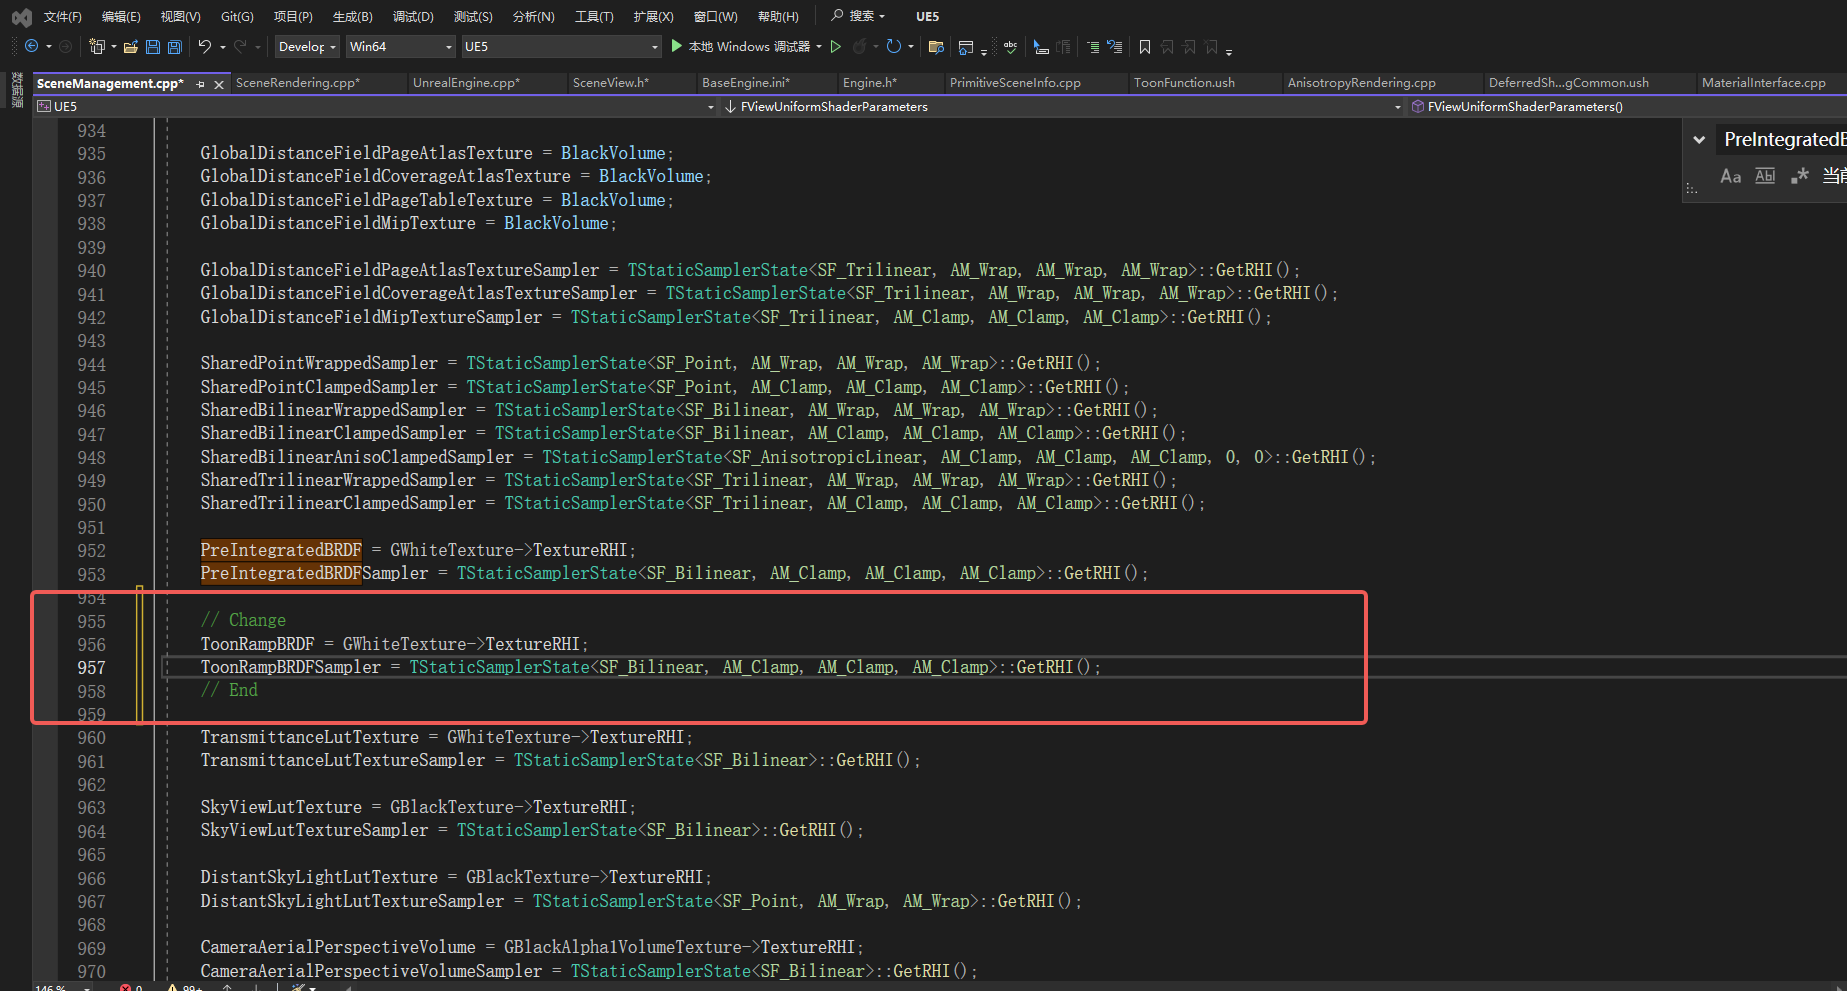 文件(F) 编辑(E) 视图(V) Git(G) 项目(P) 生成(B) 调试(D) 测试(S) 分析(N) 工具(T) 扩展(X) 窗口(W) 帮助(H) 搜索 UE5
Develop Win64 UE5 本地 Windows 调试器
数据源
SceneManagement.cpp* SceneRendering.cpp* UnrealEngine.cpp* SceneView.h* BaseEngine.ini* Engine.h* PrimitiveSceneInfo.cpp ToonFunction.ush AnisotropyRendering.cpp DeferredSh...gCommon.ush MaterialInterface.cpp
UE5 FViewUniformShaderParameters FViewUniformShaderParameters()
PreIntegratedB
Aa Abl .* 当前
934
935 GlobalDistanceFieldPageAtlasTexture = BlackVolume;
936 GlobalDistanceFieldCoverageAtlasTexture = BlackVolume;
937 GlobalDistanceFieldPageTableTexture = BlackVolume;
938 GlobalDistanceFieldMipTexture = BlackVolume;
939
940 GlobalDistanceFieldPageAtlasTextureSampler = TStaticSamplerState<SF_Trilinear, AM_Wrap, AM_Wrap, AM_Wrap>::GetRHI();
941 GlobalDistanceFieldCoverageAtlasTextureSampler = TStaticSamplerState<SF_Trilinear, AM_Wrap, AM_Wrap, AM_Wrap>::GetRHI();
942 GlobalDistanceFieldMipTextureSampler = TStaticSamplerState<SF_Trilinear, AM_Clamp, AM_Clamp, AM_Clamp>::GetRHI();
943
944 SharedPointWrappedSampler = TStaticSamplerState<SF_Point, AM_Wrap, AM_Wrap, AM_Wrap>::GetRHI();
945 SharedPointClampedSampler = TStaticSamplerState<SF_Point, AM_Clamp, AM_Clamp, AM_Clamp>::GetRHI();
946 SharedBilinearWrappedSampler = TStaticSamplerState<SF_Bilinear, AM_Wrap, AM_Wrap, AM_Wrap>::GetRHI();
947 SharedBilinearClampedSampler = TStaticSamplerState<SF_Bilinear, AM_Clamp, AM_Clamp, AM_Clamp>::GetRHI();
948 SharedBilinearAnisoClampedSampler = TStaticSamplerState<SF_AnisotropicLinear, AM_Clamp, AM_Clamp, AM_Clamp, 0, 0>::GetRHI();
949 SharedTrilinearWrappedSampler = TStaticSamplerState<SF_Trilinear, AM_Wrap, AM_Wrap, AM_Wrap>::GetRHI();
950 SharedTrilinearClampedSampler = TStaticSamplerState<SF_Trilinear, AM_Clamp, AM_Clamp, AM_Clamp>::GetRHI();
951
952 PreIntegratedBRDF = GWhiteTexture->TextureRHI;
953 PreIntegratedBRDFSampler = TStaticSamplerState<SF_Bilinear, AM_Clamp, AM_Clamp, AM_Clamp>::GetRHI();
954
955 // Change
956 ToonRampBRDF = GWhiteTexture->TextureRHI;
957 ToonRampBRDFSampler = TStaticSamplerState<SF_Bilinear, AM_Clamp, AM_Clamp, AM_Clamp>::GetRHI();
958 // End
959
960 TransmittanceLutTexture = GWhiteTexture->TextureRHI;
961 TransmittanceLutTextureSampler = TStaticSamplerState<SF_Bilinear>::GetRHI();
962
963 SkyViewLutTexture = GBlackTexture->TextureRHI;
964 SkyViewLutTextureSampler = TStaticSamplerState<SF_Bilinear>::GetRHI();
965
966 DistantSkyLightLutTexture = GBlackTexture->TextureRHI;
967 DistantSkyLightLutTextureSampler = TStaticSamplerState<SF_Point, AM_Wrap, AM_Wrap>::GetRHI();
968
969 CameraAerialPerspectiveVolume = GBlackAlpha1VolumeTexture->TextureRHI;
970 CameraAerialPerspectiveVolumeSampler = TStaticSamplerState<SF_Bilinear>::GetRHI();
146 % 0 99+